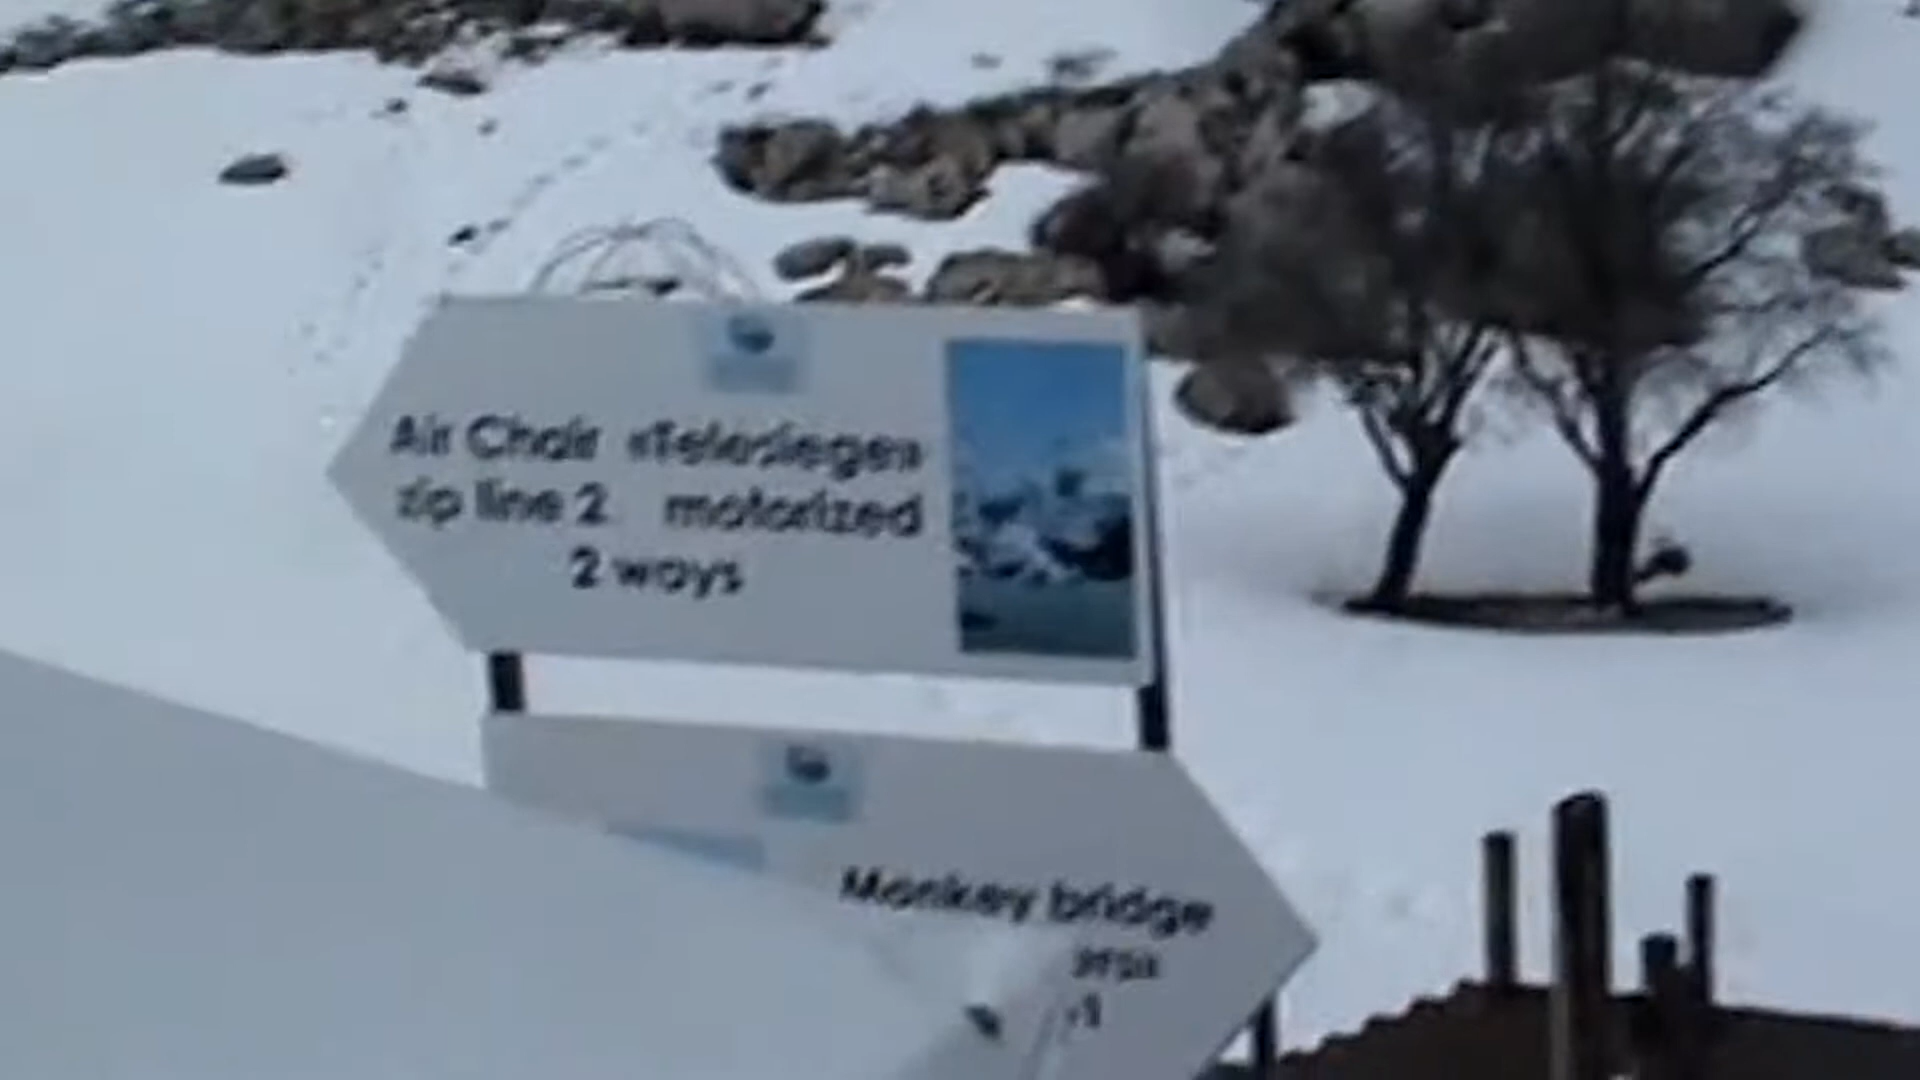 Air Chair «Telesiege»
zip line 2 motorized
2 ways
Monkey bridge